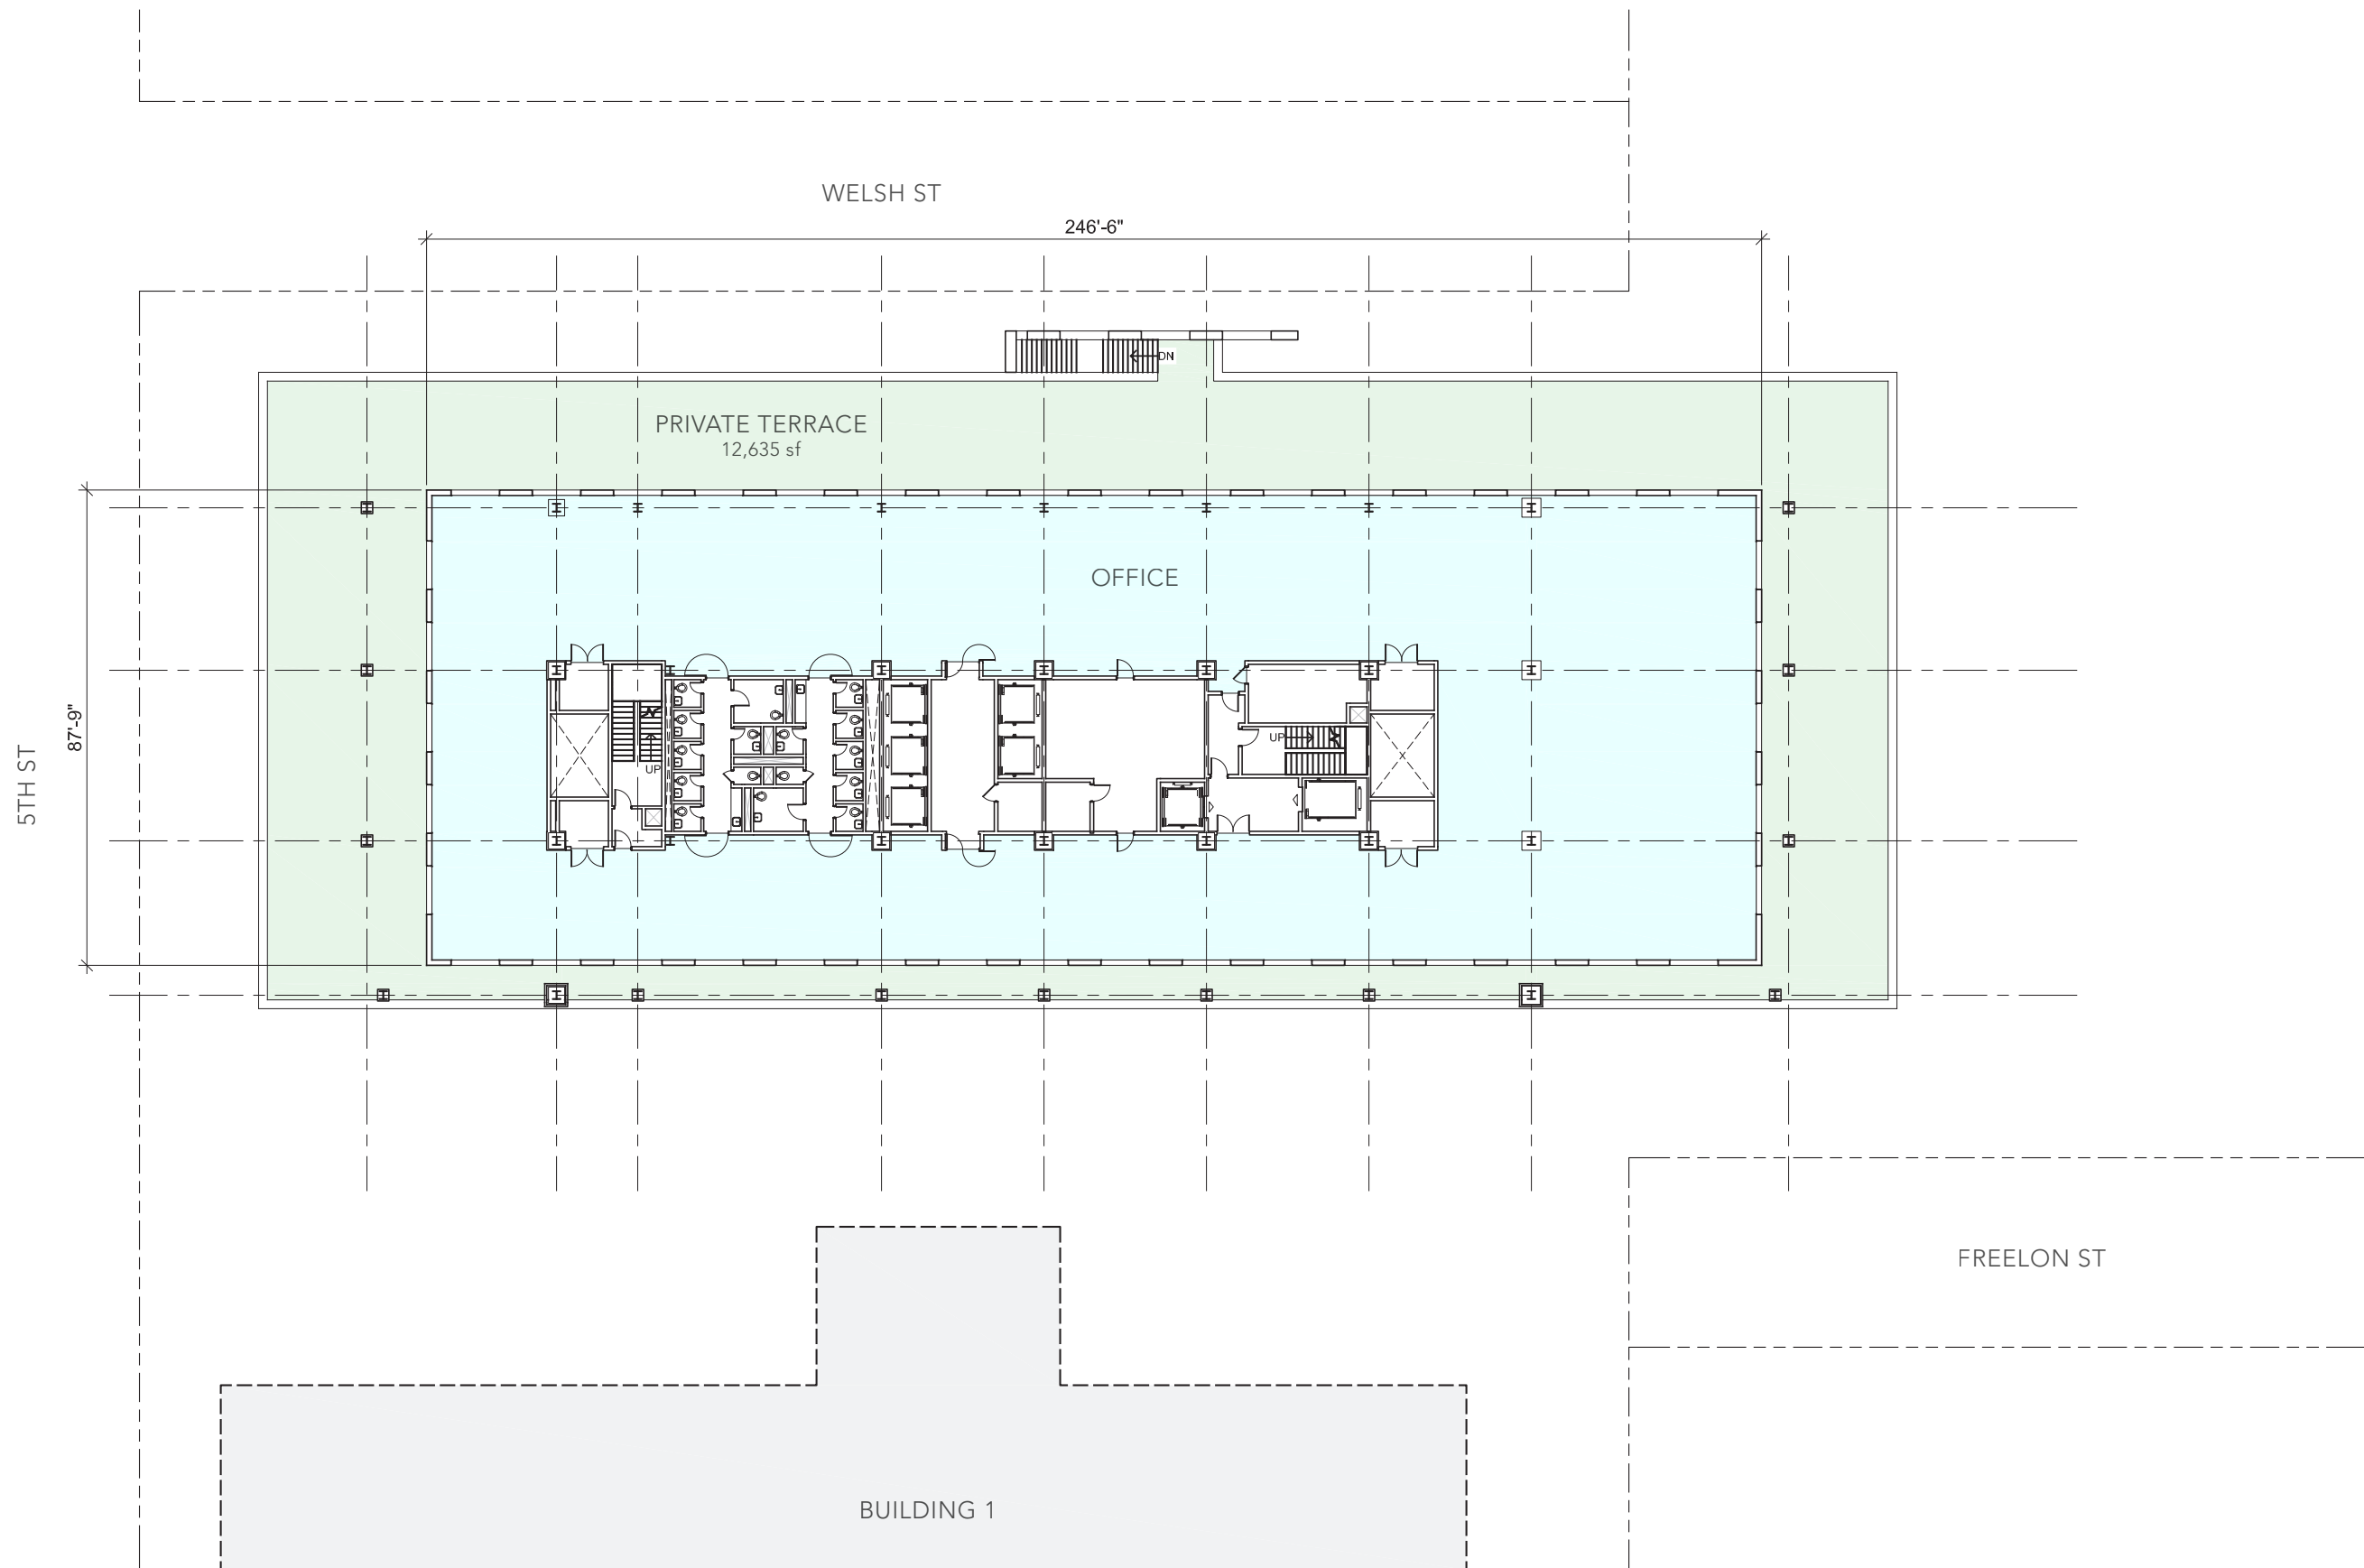 WELSH ST
246'-6"
DN
PRIVATE TERRACE
12,635 sf
OFFICE
87'-9"
5TH ST
UP
UP
FREELON ST
BUILDING 1